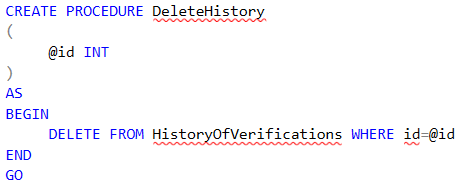 CREATE PROCEDURE DeleteHistory
(
     @id INT
)
AS
BEGIN
     DELETE FROM HistoryOfVerifications WHERE id=@id
END
GO